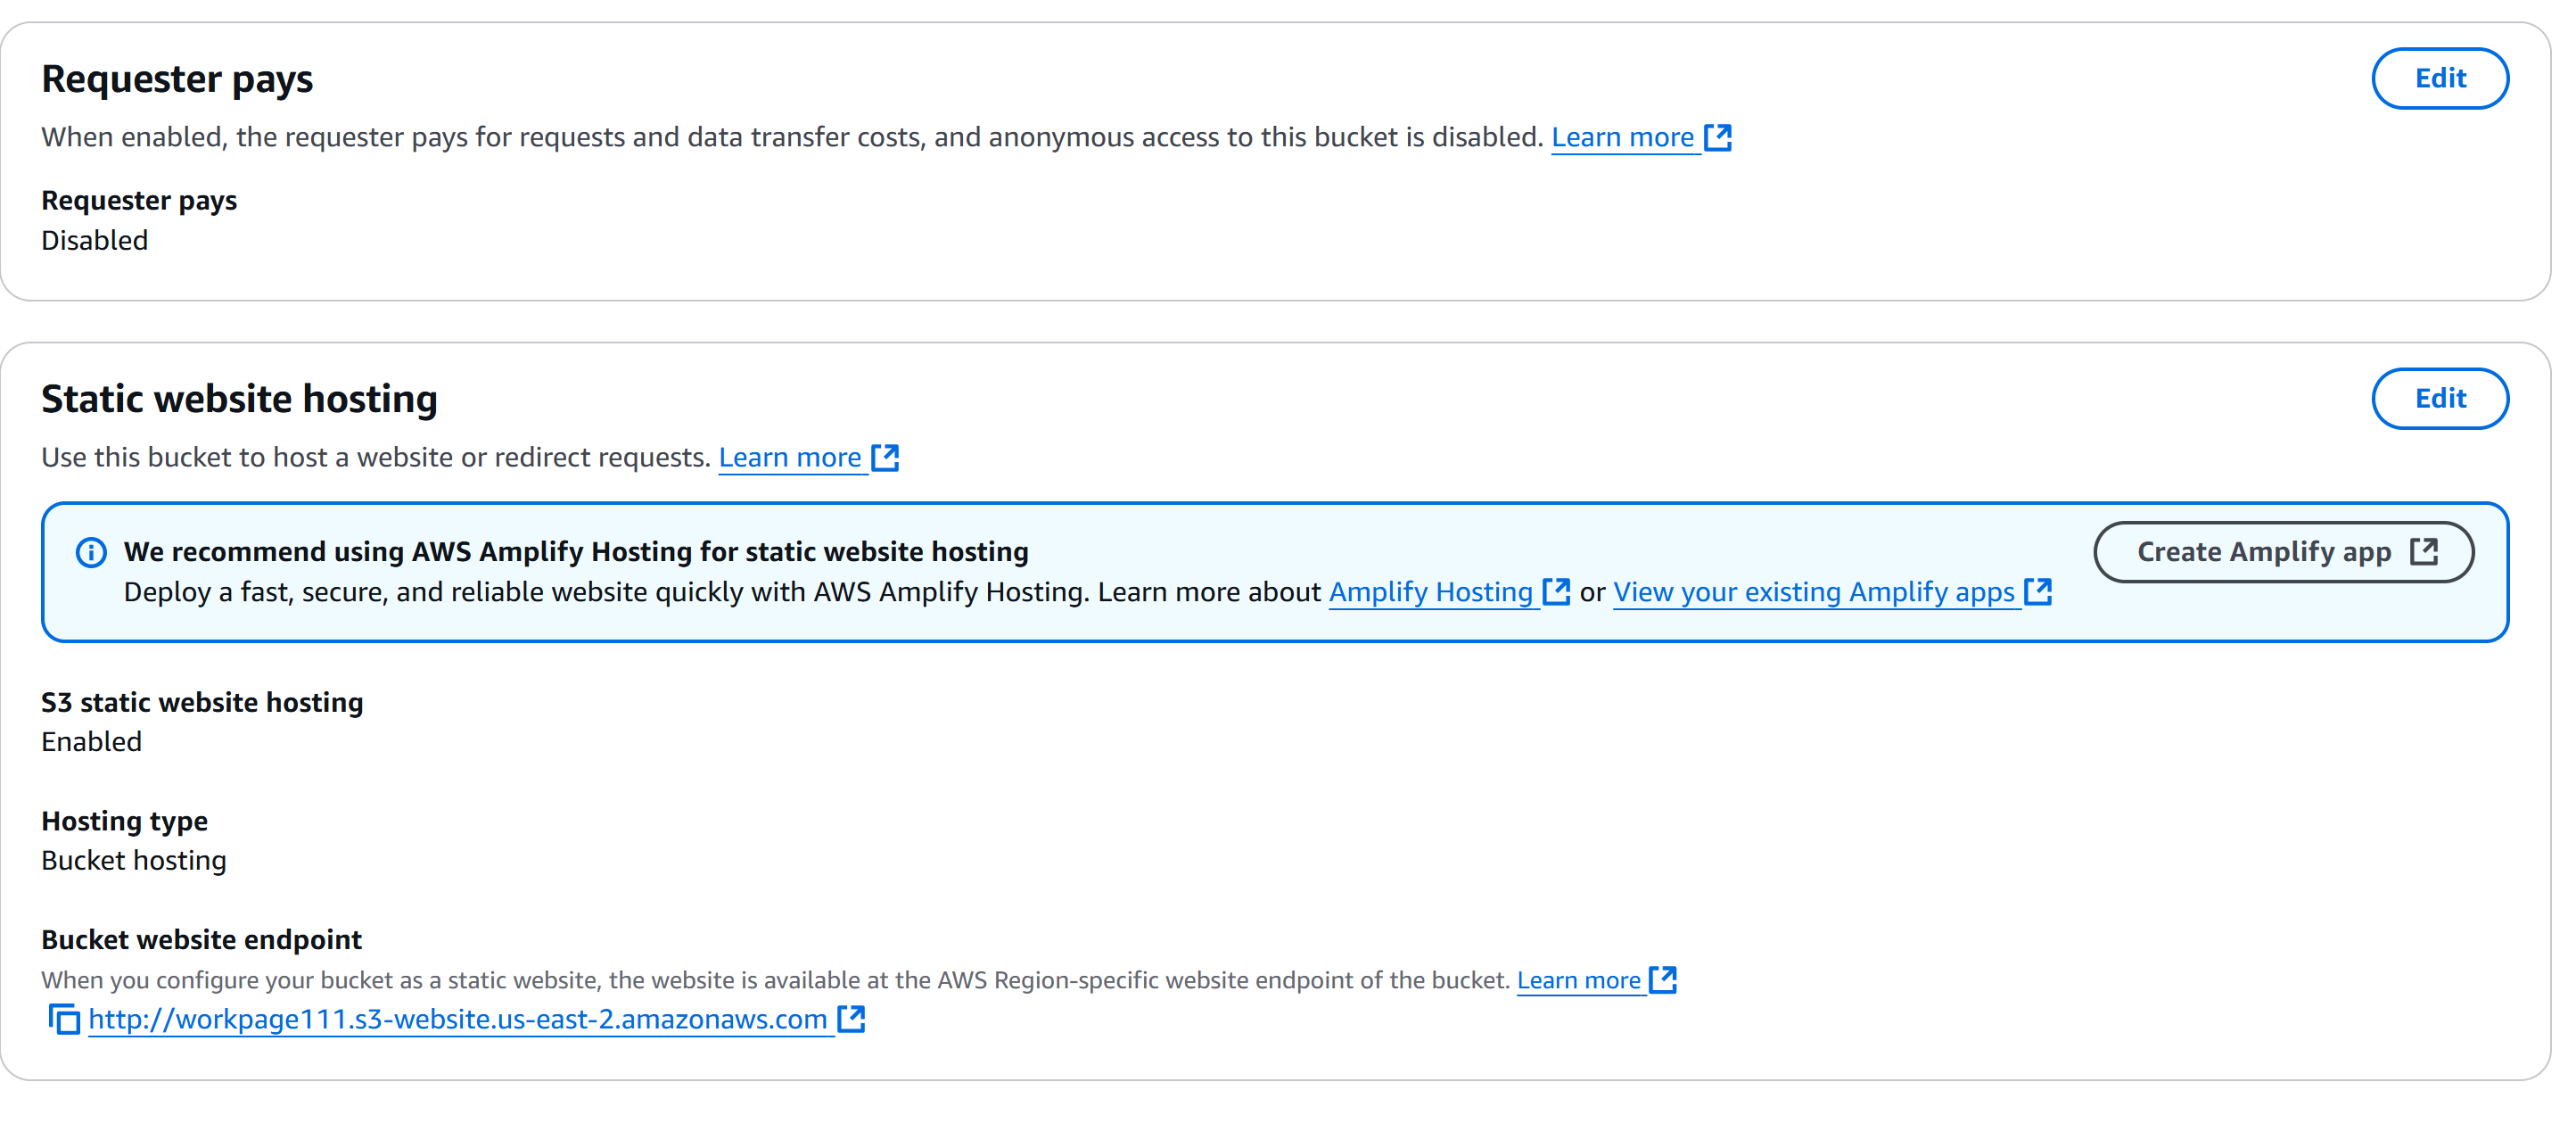 Requester pays
Edit
When enabled, the requester pays for requests and data transfer costs, and anonymous access to this bucket is disabled. Learn more
Requester pays
Disabled
Static website hosting
Edit
Use this bucket to host a website or redirect requests. Learn more
We recommend using AWS Amplify Hosting for static website hosting
Create Amplify app
Deploy a fast, secure, and reliable website quickly with AWS Amplify Hosting. Learn more about Amplify Hosting or View your existing Amplify apps
S3 static website hosting
Enabled
Hosting type
Bucket hosting
Bucket website endpoint
When you configure your bucket as a static website, the website is available at the AWS Region-specific website endpoint of the bucket. Learn more
http://workpage111.s3-website.us-east-2.amazonaws.com